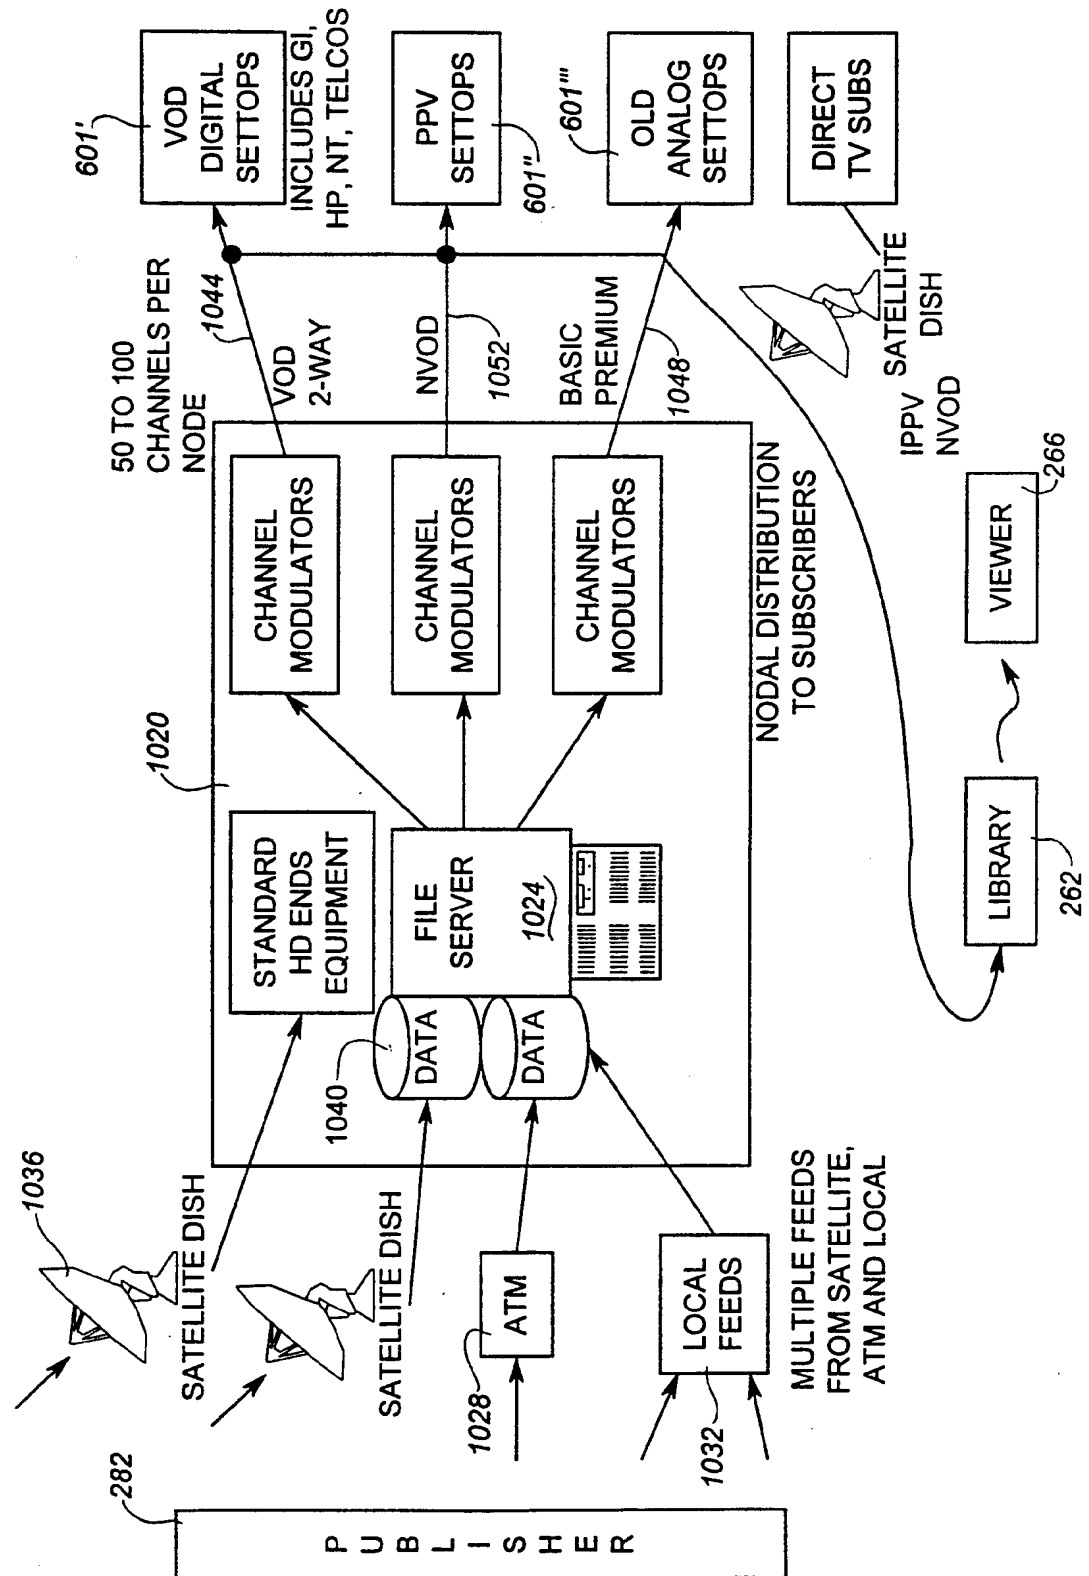 282
PUBLISHER
1036
SATELLITE DISH
SATELLITE DISH
1028
ATM
1032
LOCAL
FEEDS
MULTIPLE FEEDS
FROM SATELLITE,
ATM AND LOCAL
1020
STANDARD
HD ENDS
EQUIPMENT
1040
DATA
DATA
FILE
SERVER
1024
CHANNEL
MODULATORS
CHANNEL
MODULATORS
CHANNEL
MODULATORS
NODAL DISTRIBUTION
TO SUBSCRIBERS
50 TO 100
CHANNELS PER
NODE
1044
VOD
2-WAY
NVOD
1052
BASIC
PREMIUM
1048
601'
VOD
DIGITAL
SETTOPS
INCLUDES GI,
HP, NT, TELCOS
PPV
SETTOPS
601"
601'''
OLD
ANALOG
SETTOPS
DIRECT
TV SUBS
SATELLITE
DISH
IPPV
NVOD
LIBRARY
262
VIEWER
266